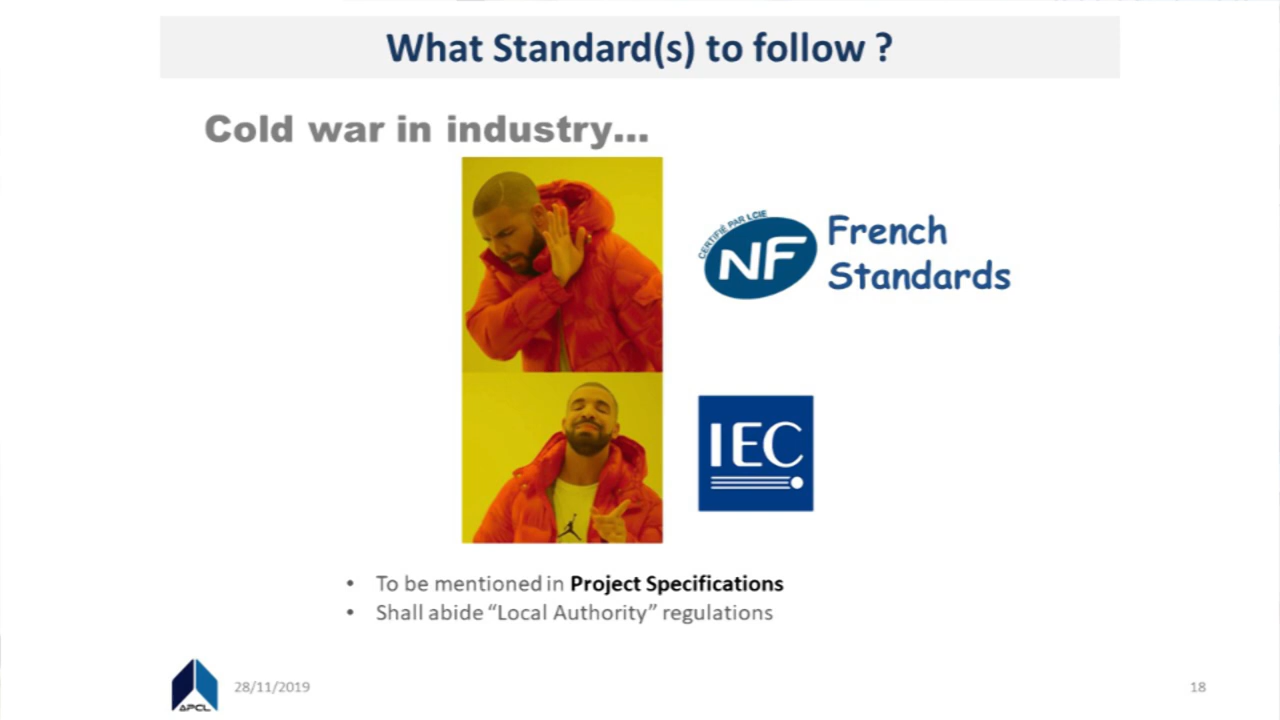 What Standard(s) to follow ?
Cold war in industry...
CERTIFIÉ PAR LCIE
NF
French
Standards
IEC
• To be mentioned in Project Specifications
• Shall abide “Local Authority” regulations
APCL
28/11/2019
18